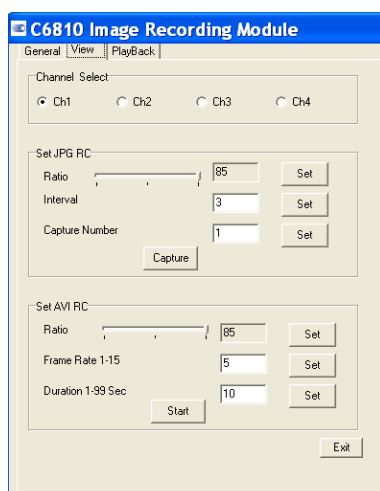 C6810 Image Recording Module
General View PlayBack
Channel Select
Ch1 Ch2 Ch3 Ch4
Set JPG RC
Ratio 85 Set
Interval 3 Set
Capture Number 1 Set
Capture
Set AVI RC
Ratio 85 Set
Frame Rate 1-15 5 Set
Duration 1-99 Sec 10 Set
Start
Exit